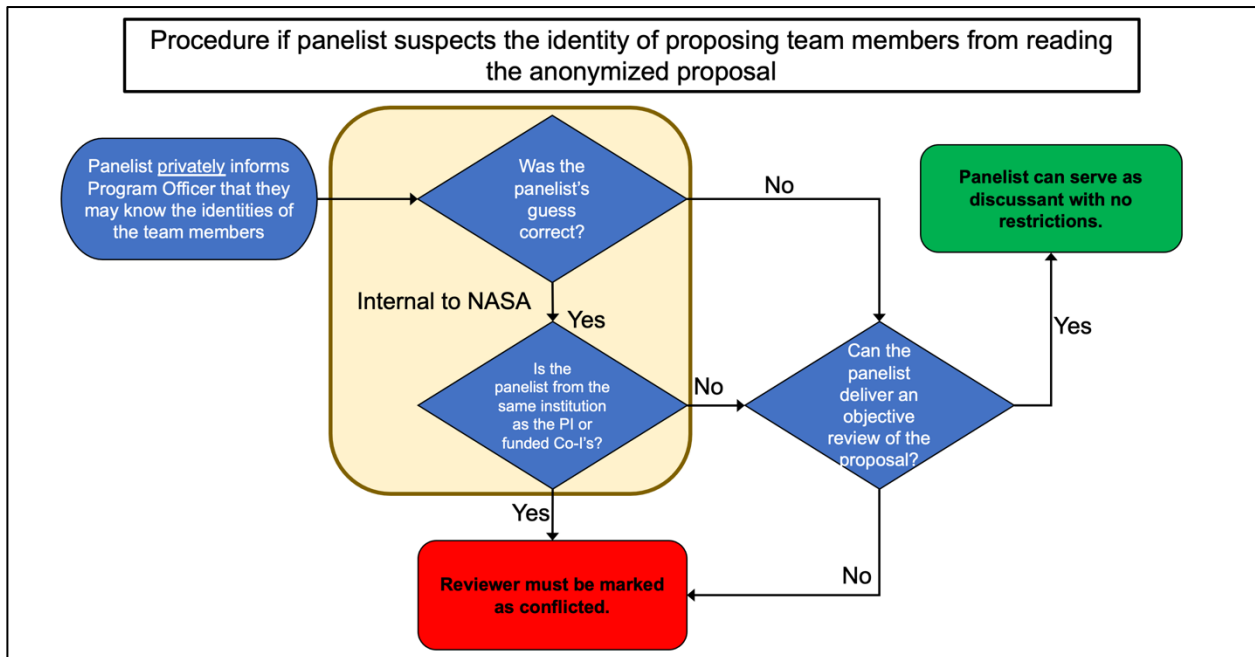 Procedure if panelist suspects the identity of proposing team members from reading
the anonymized proposal
Panelist privately informs
Program Officer that they
may know the identities of
the team members
Was the
panelist's
guess
correct?
No
Panelist can serve as
discussant with no
restrictions.
Internal to NASA
Yes
Yes
Is the
panelist from the
same institution
as the PI or
funded Co-I's?
No
Can the
panelist
deliver an
objective
review of the
proposal?
Yes
No
Reviewer must be marked
as conflicted.